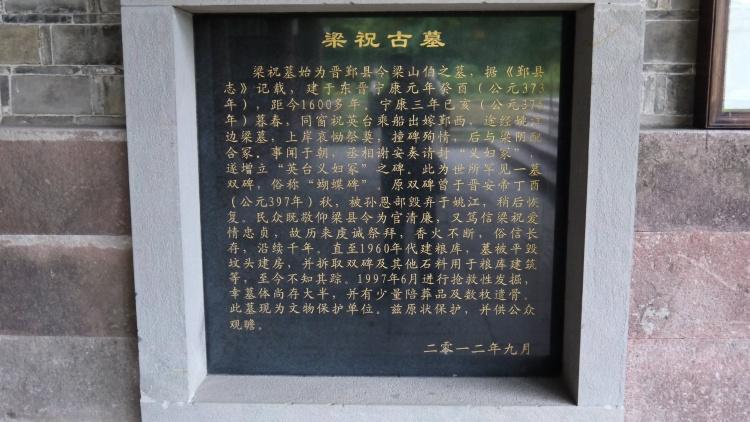 梁祝古墓
梁祝墓始为晋鄞县令梁山伯之墓，据《鄞县
志》记载，建于东晋宁康元年癸酉（公元373
年），距今1600多年。宁康三年乙亥（公元37
年）暮春，同窗祝英台乘船出嫁鄞西，途经姚江
边梁墓，上岸哀恸祭奠，撞碑殉情，后与梁阴配
合冢。事闻于朝，丞相谢安奏请封“义妇冢”，
遂增立“英台义妇冢”之碑。此为世所罕见一墓
双碑，俗称“蝴蝶碑”。原双碑曾于晋安帝丁酉
（公元397年）秋，被孙恩部毁弃于姚江，稍后恢
复。民众既敬仰梁县令为官清廉，又笃信梁祝爱
情忠贞，故历来虔诚祭拜，香火不断，俗信长
存，沿续千年。直至1960年代建粮库，墓被平毁
坟头建房，并拆取双碑及其他石料用于粮库建筑
等，至今不知其踪。1997年6月进行抢救性发掘，
幸墓体尚存大半，并有少量陪葬品及数枚遗骨。
此墓现为文物保护单位。兹原状保护，并供公众
观瞻。
二零一二年九月